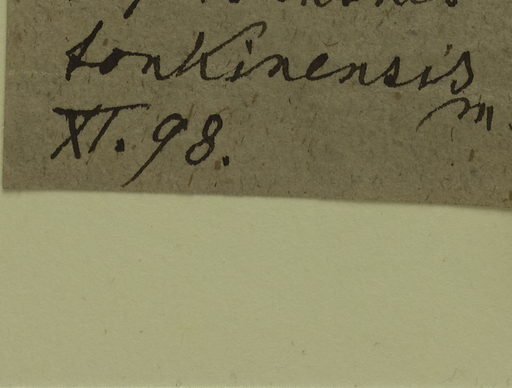 tonkinensis
m.
XI. 98.